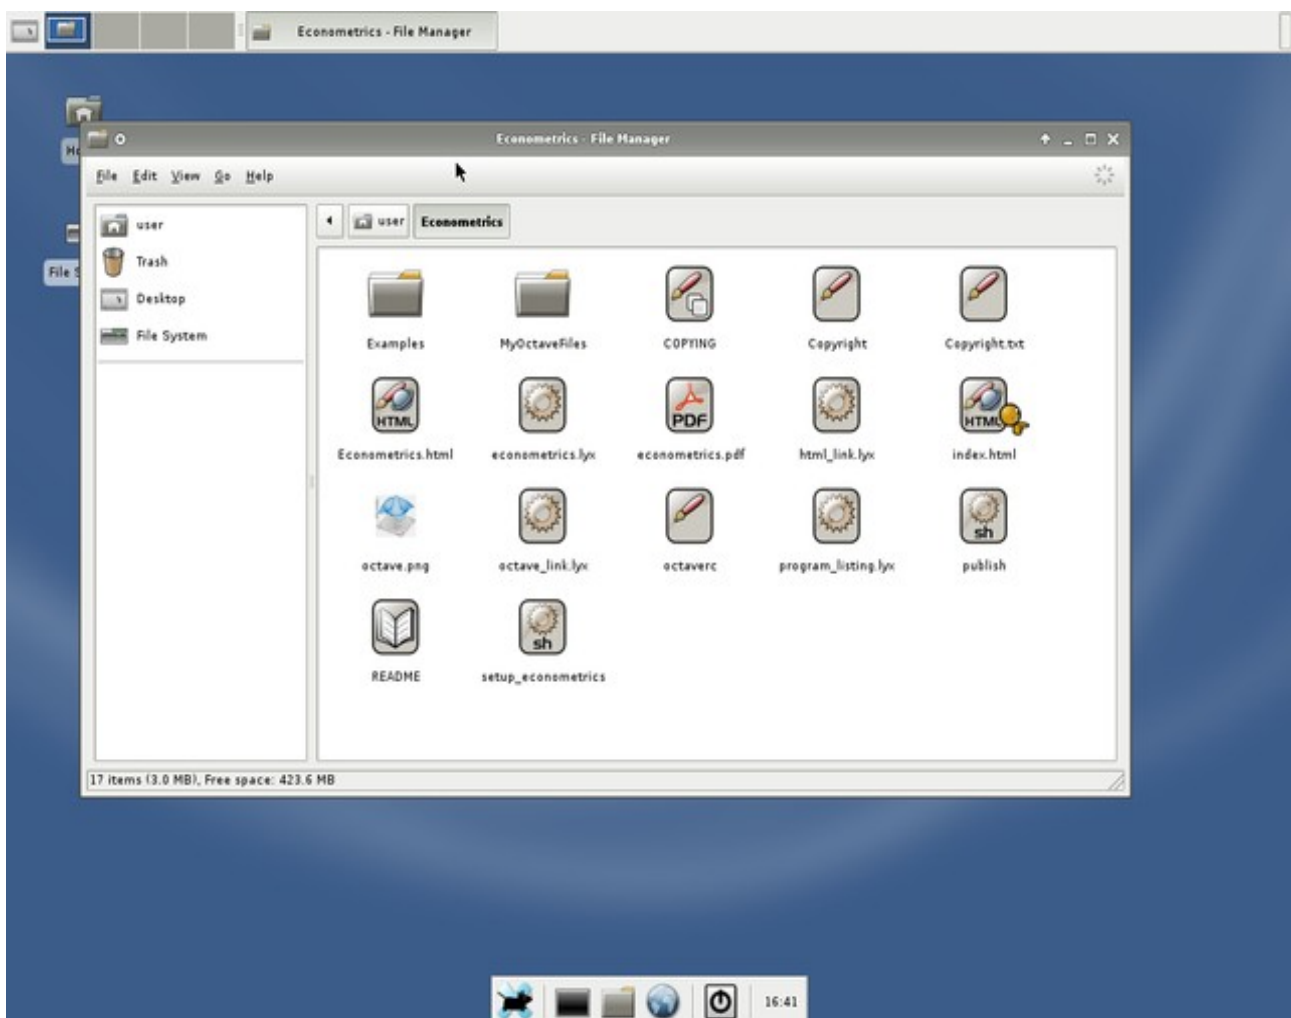 Econometrics - File Manager
Econometrics - File Manager
File Edit View Go Help
user
Trash
Desktop
File System
user Econometrics
Examples MyOctaveFiles COPYING Copyright Copyright.txt
HTML PDF HTML
Econometrics.html econometrics.lyx econometrics.pdf html_link.lyx index.html
sh
octave.png octave_link.lyx octaverc program_listing.lyx publish
sh
README setup_econometrics
File
17 items (3.0 MB), Free space: 423.6 MB
16:41